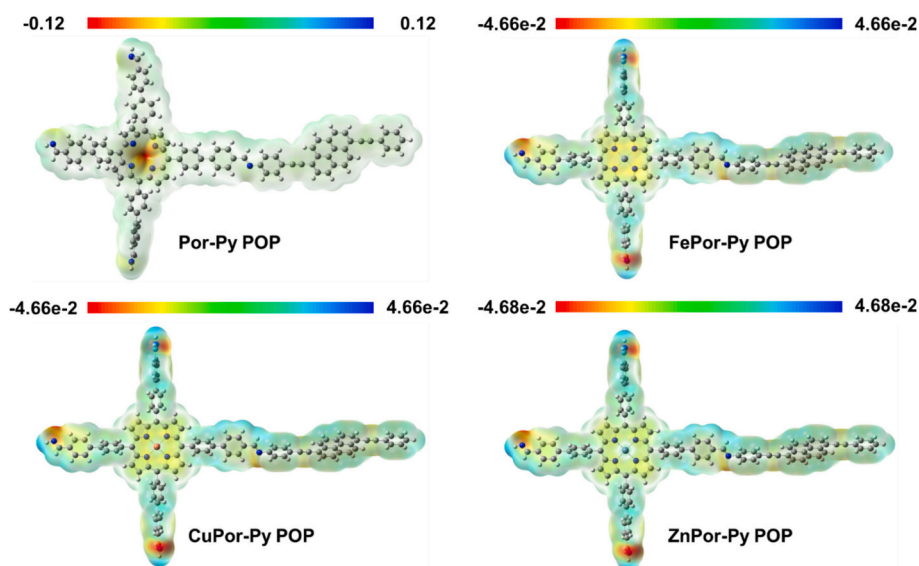 -0.12 0.12
Por-Py POP
-4.66e-2 4.66e-2
FePor-Py POP
-4.66e-2 4.66e-2
CuPor-Py POP
-4.68e-2 4.68e-2
ZnPor-Py POP